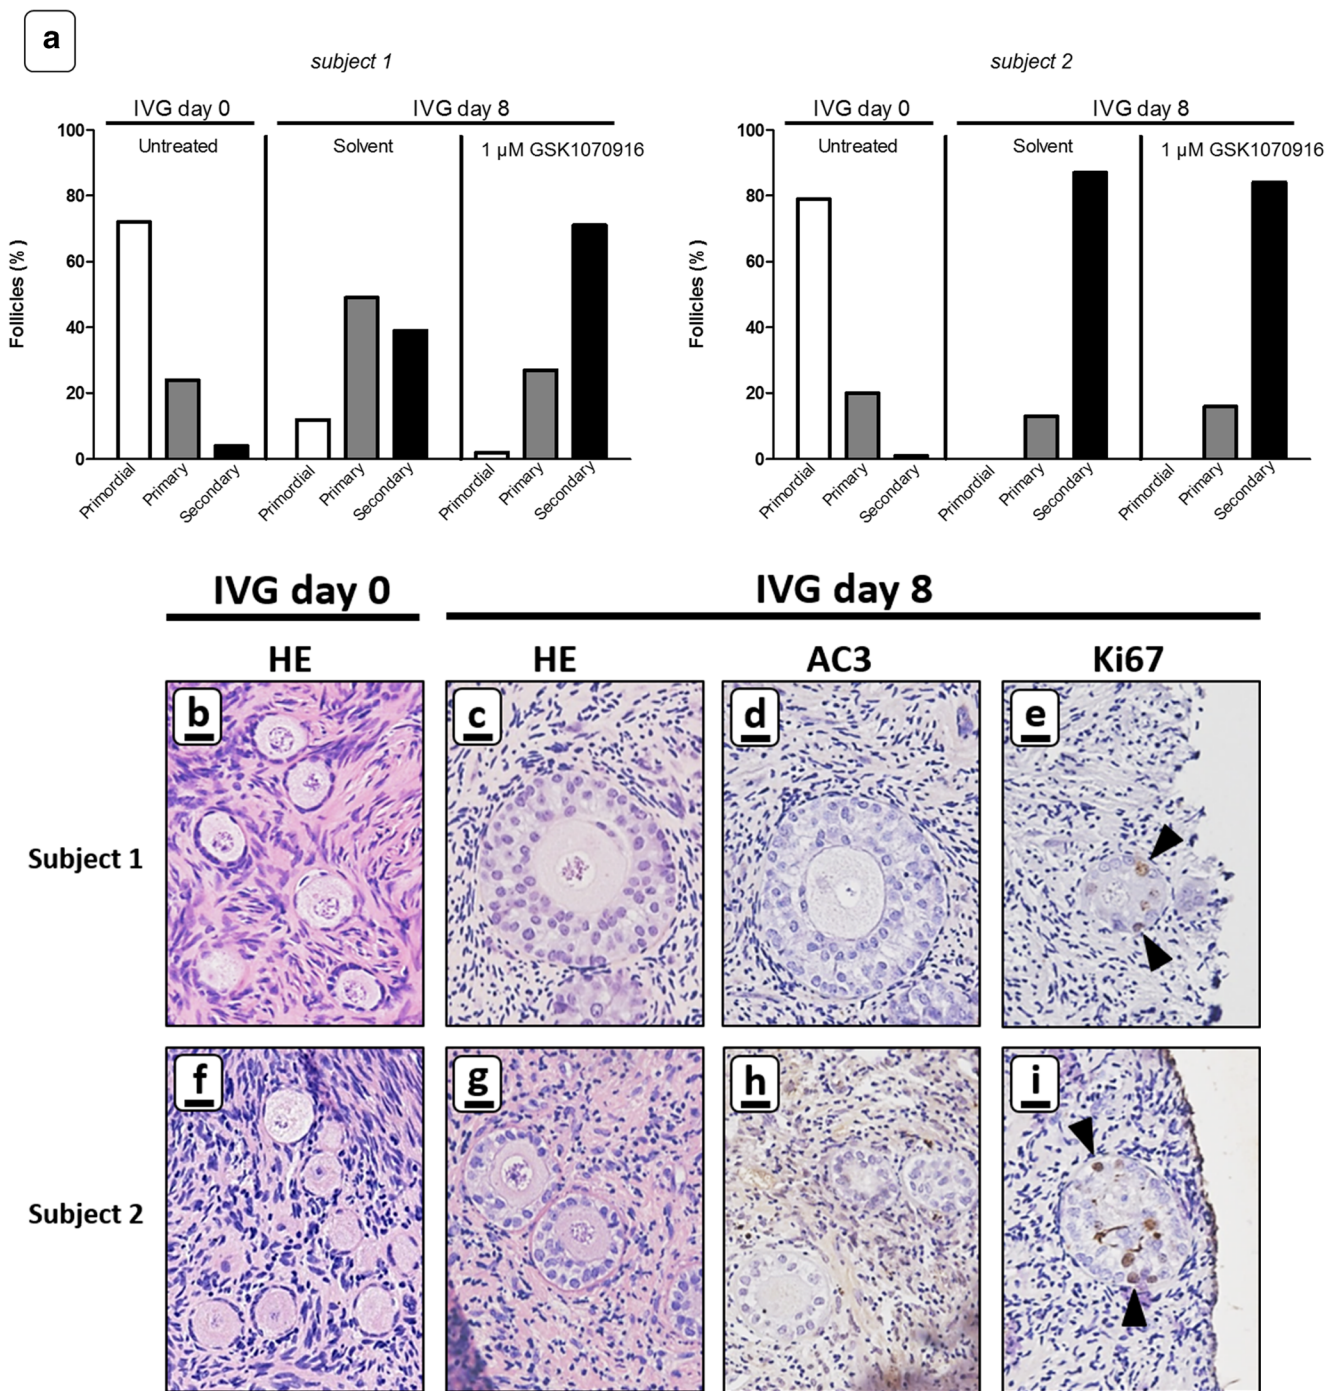 a
subject 1
subject 2
IVG day 0
IVG day 8
IVG day 0
IVG day 8
Untreated
Solvent
1 µM GSK1070916
Untreated
Solvent
1 µM GSK1070916
Follicles (% )
100
80
60
40
20
0
Primordial
Primary
Secondary
Primordial
Primary
Secondary
Primordial
Primary
Secondary
Follicles (% )
100
80
60
40
20
0
Primordial
Primary
Secondary
Primordial
Primary
Secondary
Primordial
Primary
Secondary
IVG day 0
IVG day 8
HE
HE
AC3
Ki67
Subject 1
b
c
d
e
Subject 2
f
g
h
i